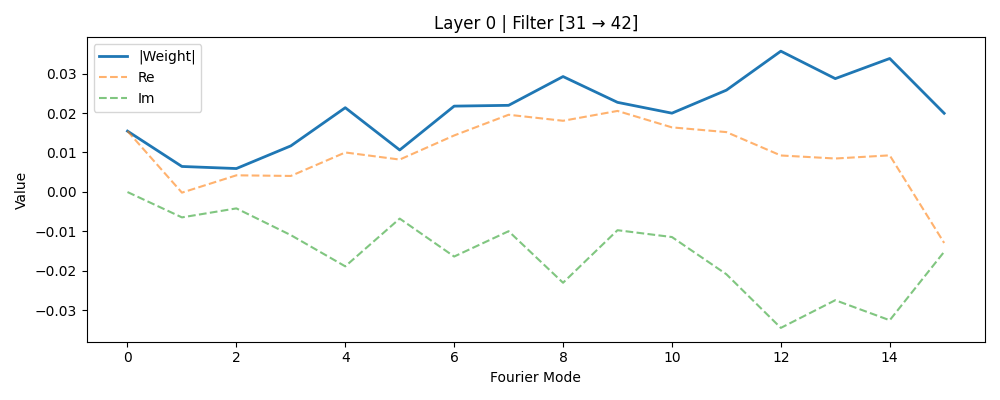 Layer 0 | Filter [31 → 42]
|Weight|
Re
Im
Value
0.03
0.02
0.01
0.00
−0.01
−0.02
−0.03
0 2 4 6 8 10 12 14
Fourier Mode